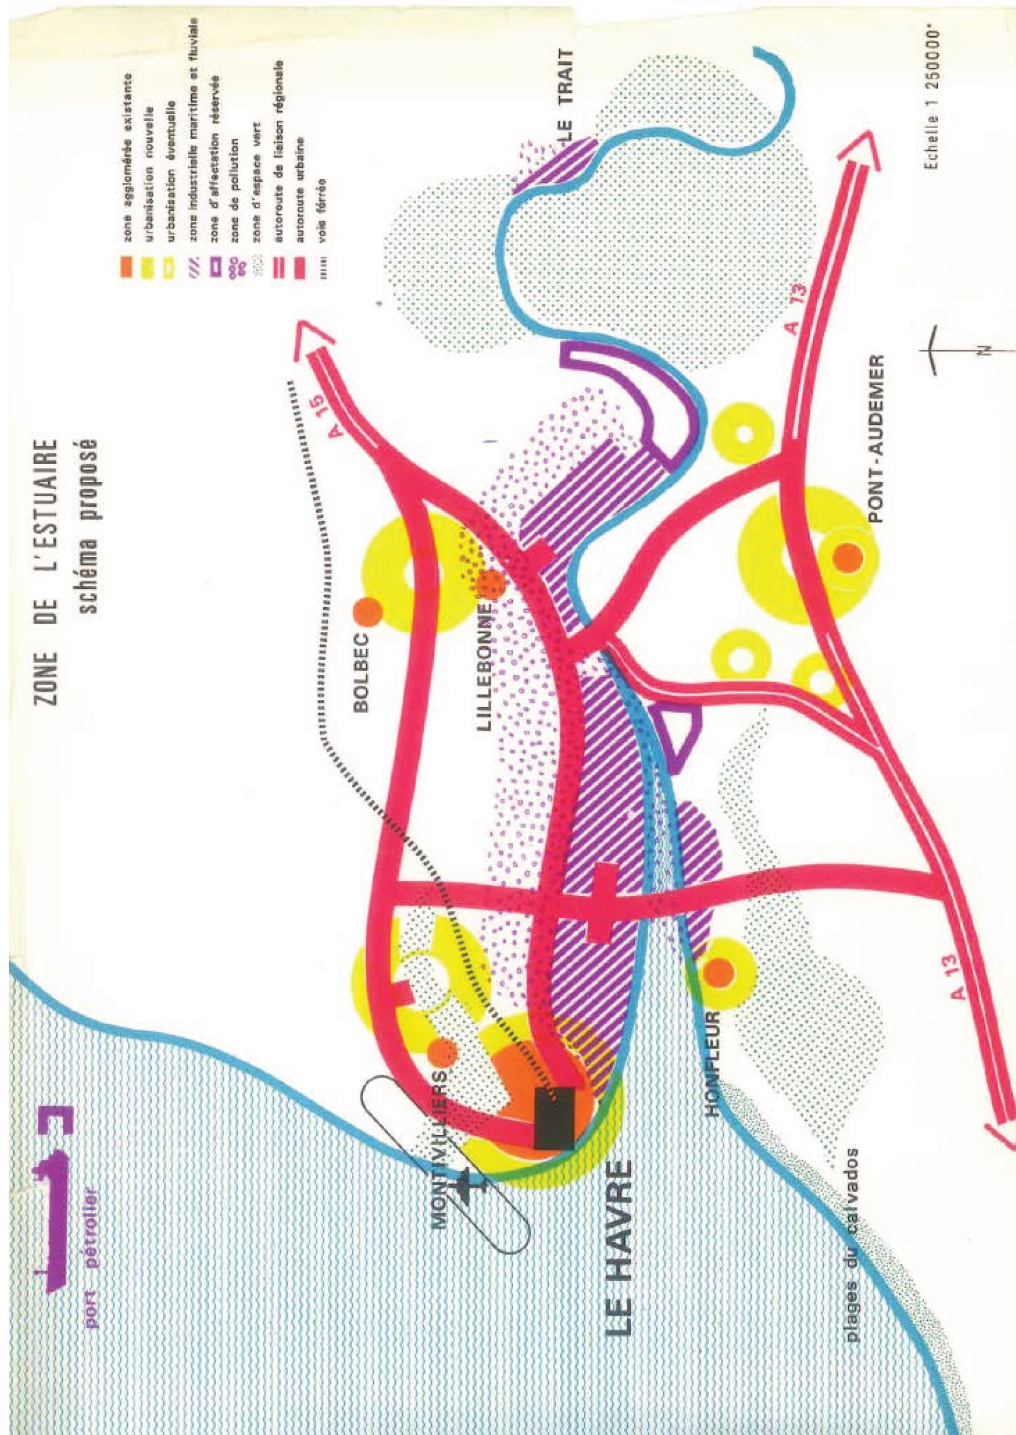 ZONE DE L'ESTUAIRE
schéma proposé
zone agglomérée existante
urbanisation nouvelle
urbanisation éventuelle
zone industrielle maritime et fluviale
zone d'affectation réservée
zone de pollution
zone d'espace vert
autoroute de liaison régionale
autoroute urbaine
voie férrée
port pétrolier
A 15
BOLBEC
LILLEBONNE
LE TRAIT
MONTIVILLIERS
LE HAVRE
HONFLEUR
PONT-AUDEMER
A 13
A 13
plages du calvados
N
Echelle 1 250000°